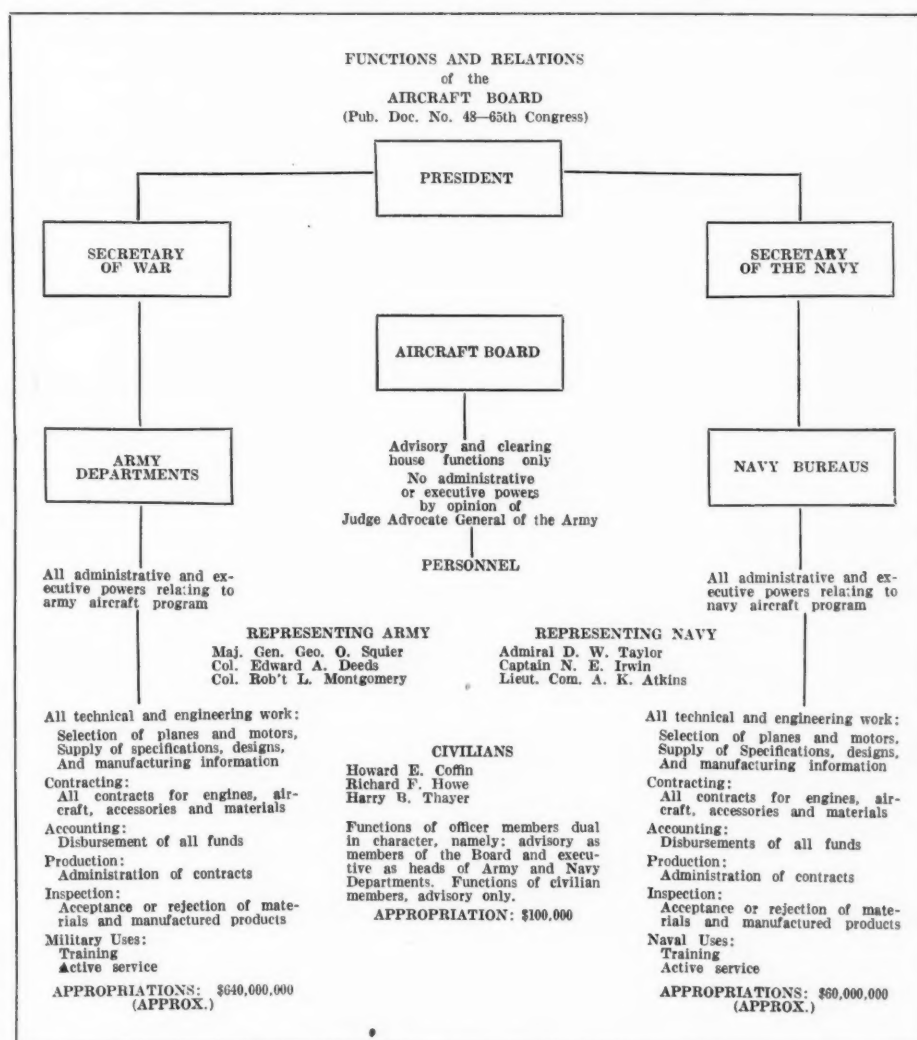 FUNCTIONS AND RELATIONS
of the
AIRCRAFT BOARD
(Pub. Doc. No. 48—65th Congress)
PRESIDENT
SECRETARY
OF WAR
SECRETARY
OF THE NAVY
AIRCRAFT BOARD
ARMY
DEPARTMENTS
Advisory and clearing
house functions only
No administrative
or executive powers
by opinion of
Judge Advocate General of the Army
NAVY BUREAUS
PERSONNEL
All administrative and ex-
ecutive powers relating to
army aircraft program
All administrative and ex-
ecutive powers relating to
navy aircraft program
REPRESENTING ARMY
Maj. Gen. Geo. O. Squier
Col. Edward A. Deeds
Col. Rob't L. Montgomery
REPRESENTING NAVY
Admiral D. W. Taylor
Captain N. E. Irwin
Lieut. Com. A. K. Atkins
All technical and engineering work:
Selection of planes and motors,
Supply of specifications, designs,
And manufacturing information
Contracting:
All contracts for engines, air-
craft, accessories and materials
Accounting:
Disbursement of all funds
Production:
Administration of contracts
Inspection:
Acceptance or rejection of mate-
rials and manufactured products
Military Uses:
Training
Active service
APPROPRIATIONS: $640,000,000
(APPROX.)
CIVILIANS
Howard E. Coffin
Richard F. Howe
Harry B. Thayer
Functions of officer members dual
in character, namely: advisory as
members of the Board and execu-
tive as heads of Army and Navy
Departments. Functions of civilian
members, advisory only.
APPROPRIATION: $100,000
All technical and engineering work:
Selection of planes and motors,
Supply of Specifications, designs,
And manufacturing information
Contracting:
All contracts for engines, air-
craft, accessories and materials
Accounting:
Disbursements of all funds
Production:
Administration of contracts
Inspection:
Acceptance or rejection of mate-
rials and manufactured products
Naval Uses:
Training
Active service
APPROPRIATIONS: $60,000,000
(APPROX.)